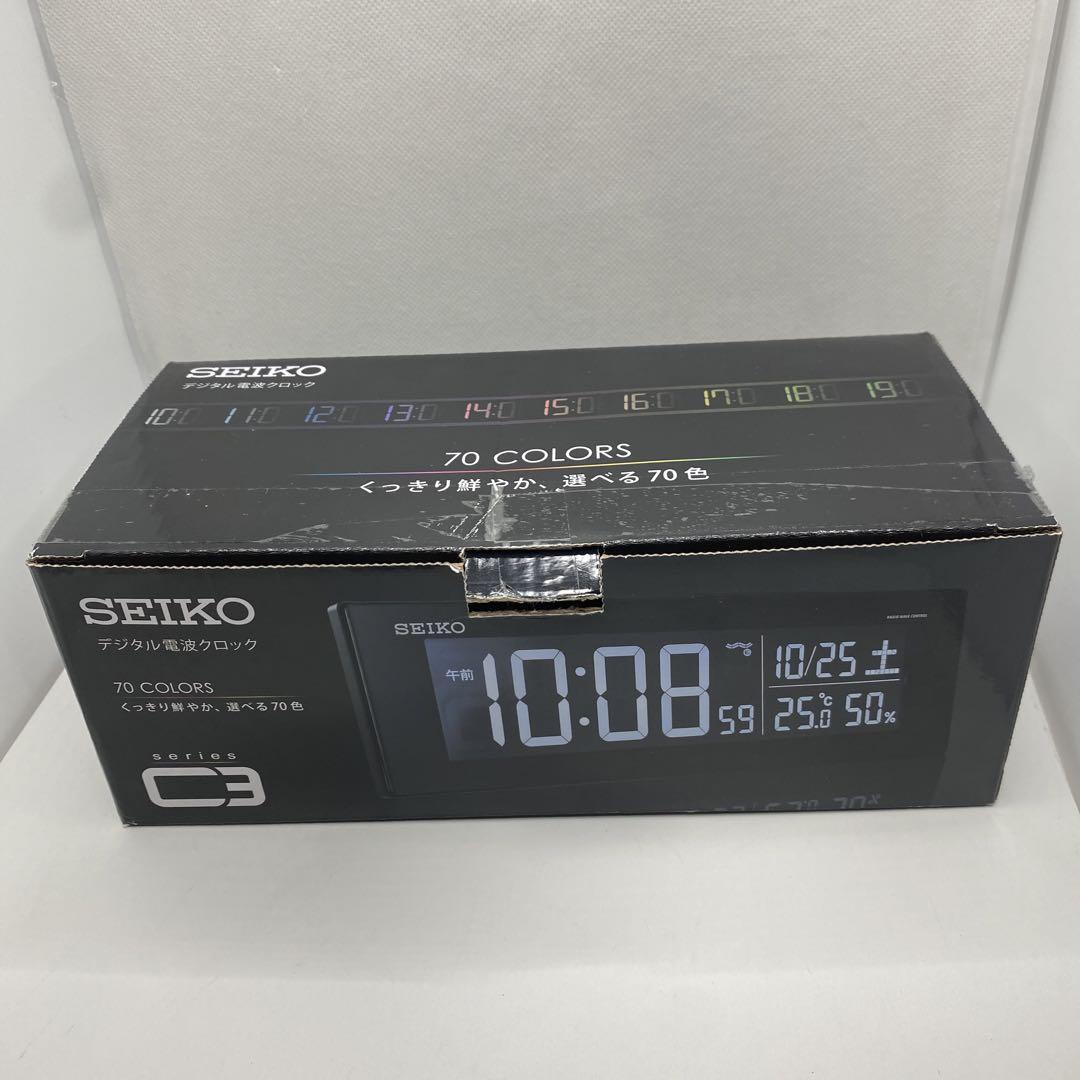 SEIKO
デジタル電波クロック
10:0 11:0 12:0 13:0 14:0 15:0 16:0 17:0 18:0 19:0
70 COLORS
くっきり鮮やか、選べる70色
SEIKO
デジタル電波クロック
70 COLORS
くっきり鮮やか、選べる70色
series
C3
SEIKO
RADIO WAVE CONTROL
午前 10:08 59
10/25 土
25.0℃ 50%